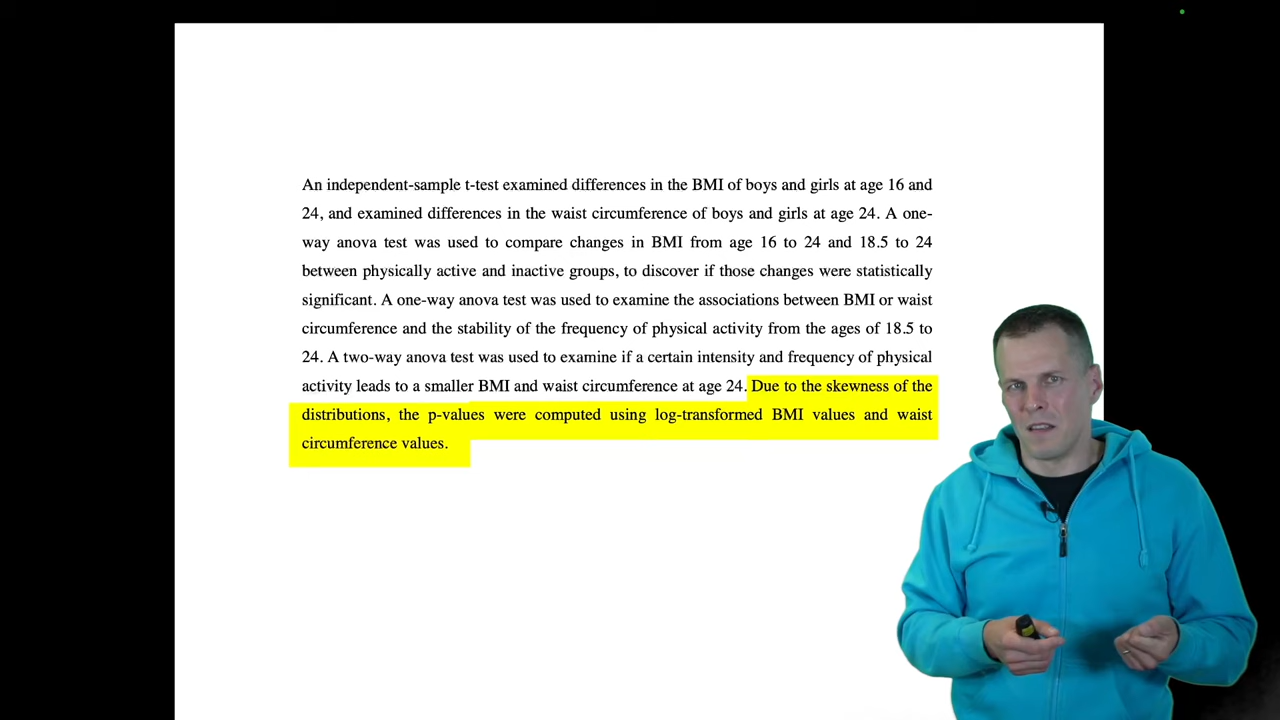 An independent-sample t-test examined differences in the BMI of boys and girls at age 16 and
24, and examined differences in the waist circumference of boys and girls at age 24. A one-
way anova test was used to compare changes in BMI from age 16 to 24 and 18.5 to 24
between physically active and inactive groups, to discover if those changes were statistically
significant. A one-way anova test was used to examine the associations between BMI or waist
circumference and the stability of the frequency of physical activity from the ages of 18.5 to
24. A two-way anova test was used to examine if a certain intensity and frequency of physical
activity leads to a smaller BMI and waist circumference at age 24. Due to the skewness of the
distributions, the p-values were computed using log-transformed BMI values and waist
circumference values.